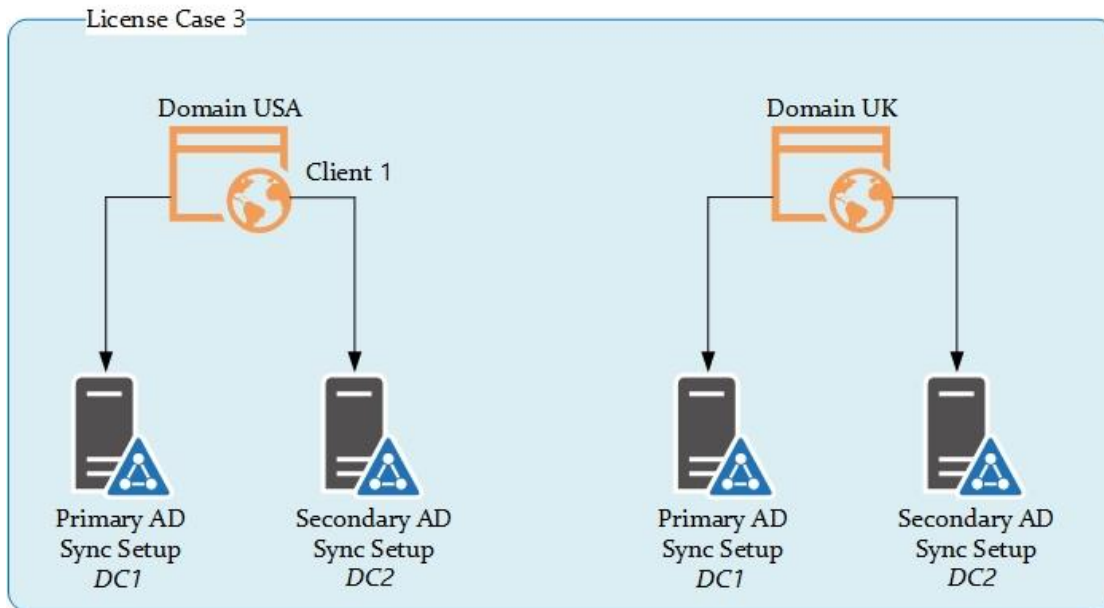 License Case 3
Domain USA
Domain UK
Client 1
Primary AD
Sync Setup
DC1
Secondary AD
Sync Setup
DC2
Primary AD
Sync Setup
DC1
Secondary AD
Sync Setup
DC2